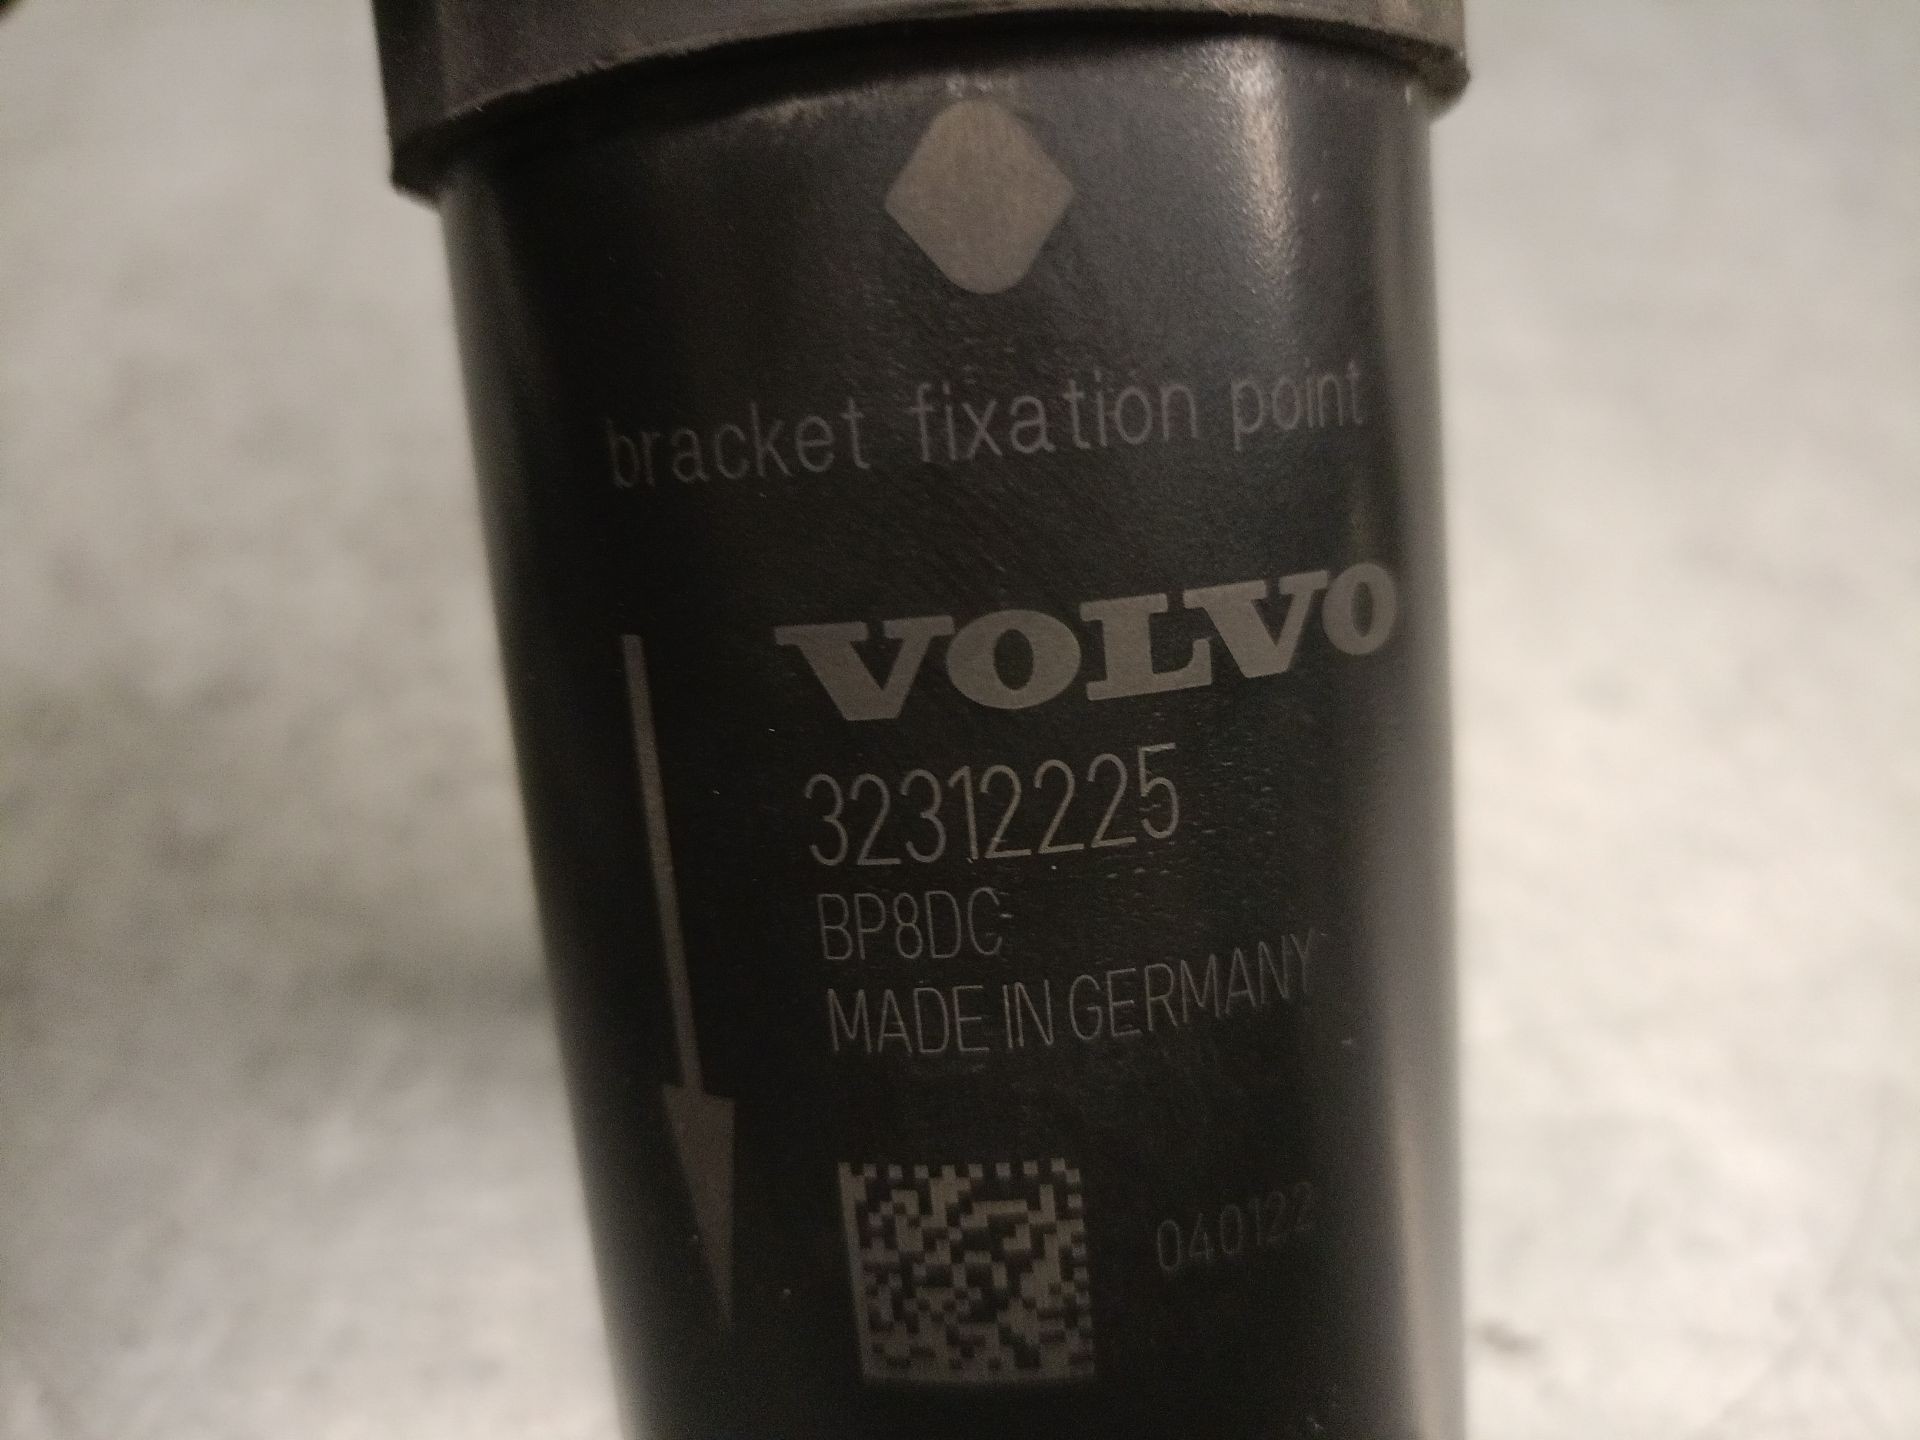 bracket fixation point
VOLVO
32312225
BP8DC
MADE IN GERMANY
040122